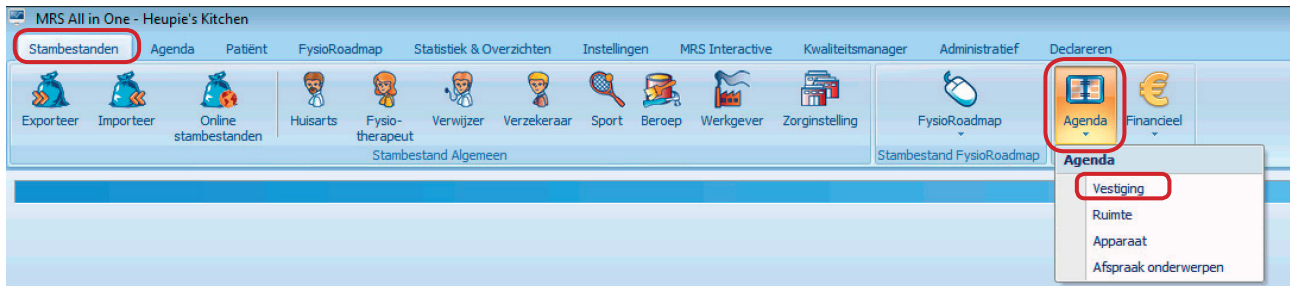 MRS All in One - Heupie's Kitchen
Stambestanden Agenda Patiënt FysioRoadmap Statistiek & Overzichten Instellingen MRS Interactive Kwaliteitsmanager Administratief Declareren
Exporteer Importeer Online stambestanden Huisarts Fysio-therapeut Verwijzer Verzekeraar Sport Beroep Werkgever Zorginstelling FysioRoadmap Agenda Financieel
Stambestand Algemeen Stambestand FysioRoadmap
Agenda
Vestiging
Ruimte
Apparaat
Afspraak onderwerpen